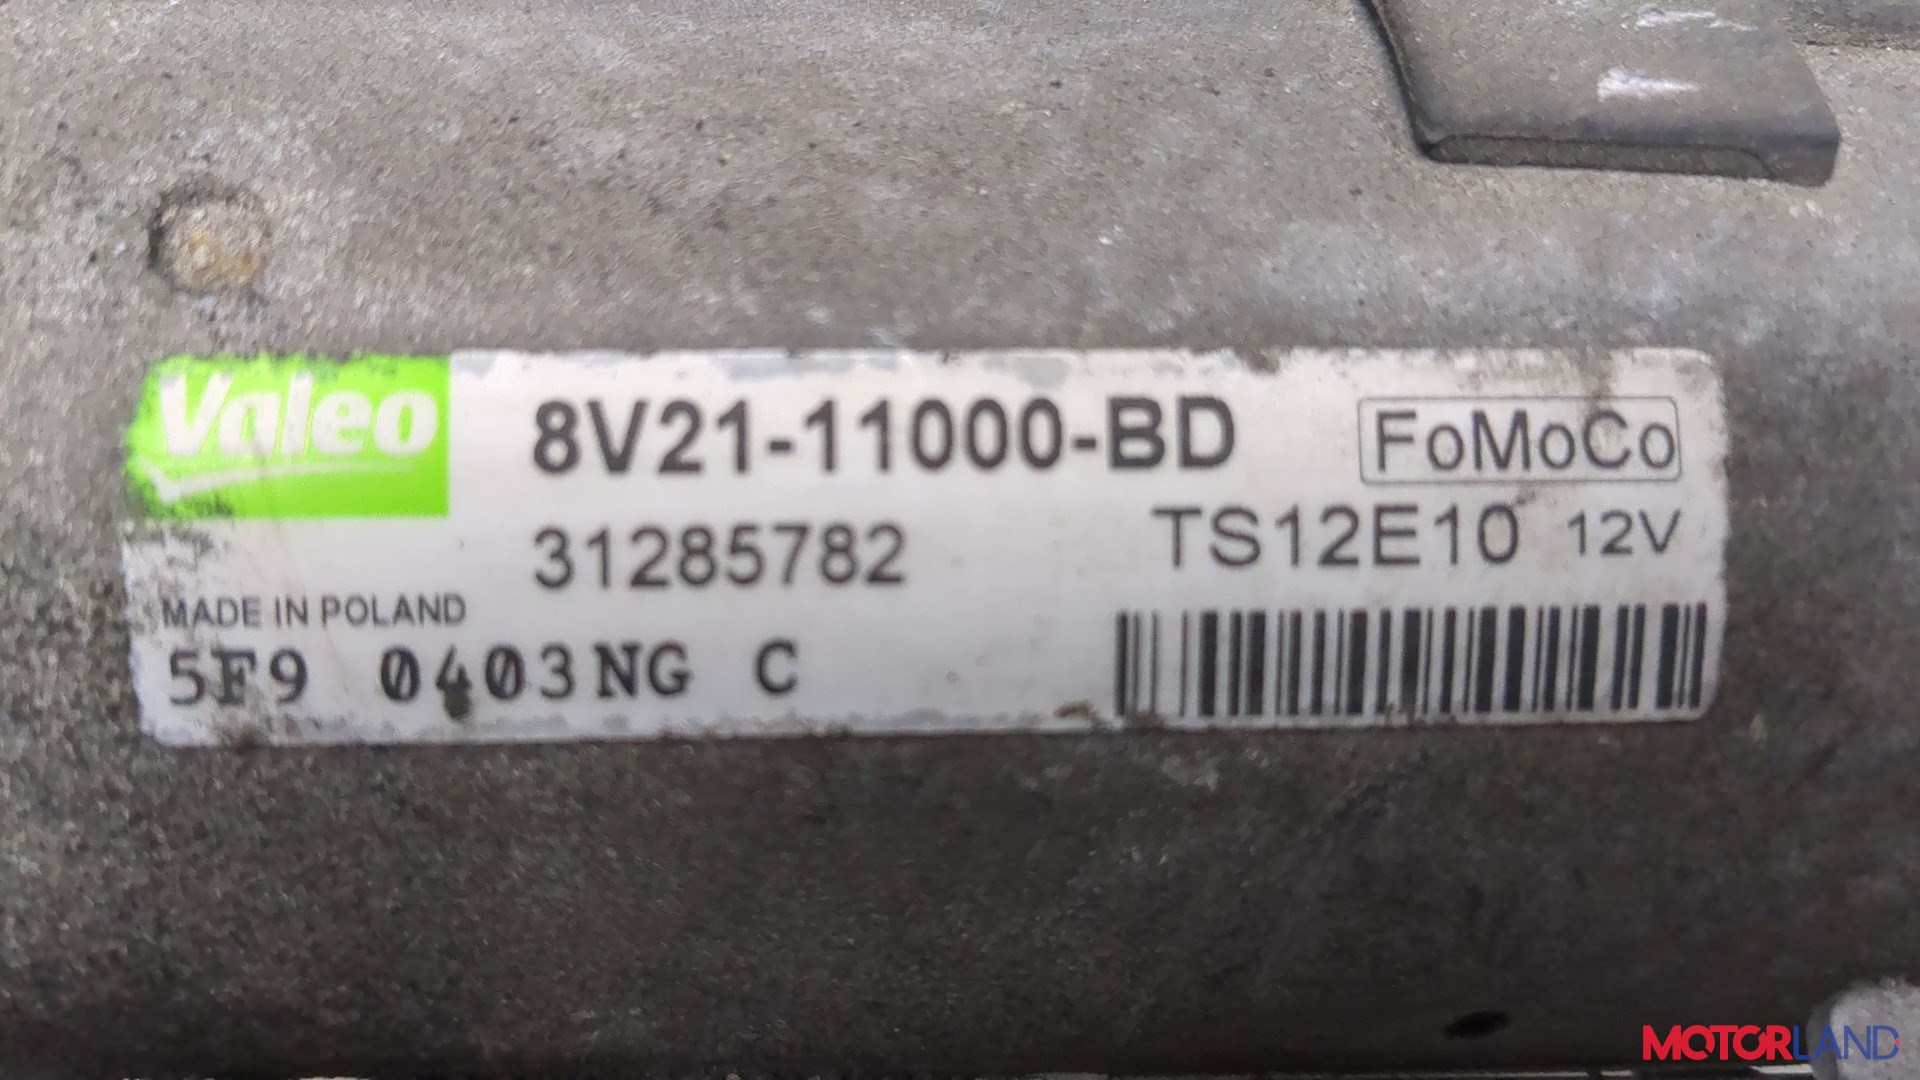 Valeo
8V21-11000-BD
FoMoCo
31285782
TS12E10 12V
MADE IN POLAND
5F9 0403NG C
MOTORLAND